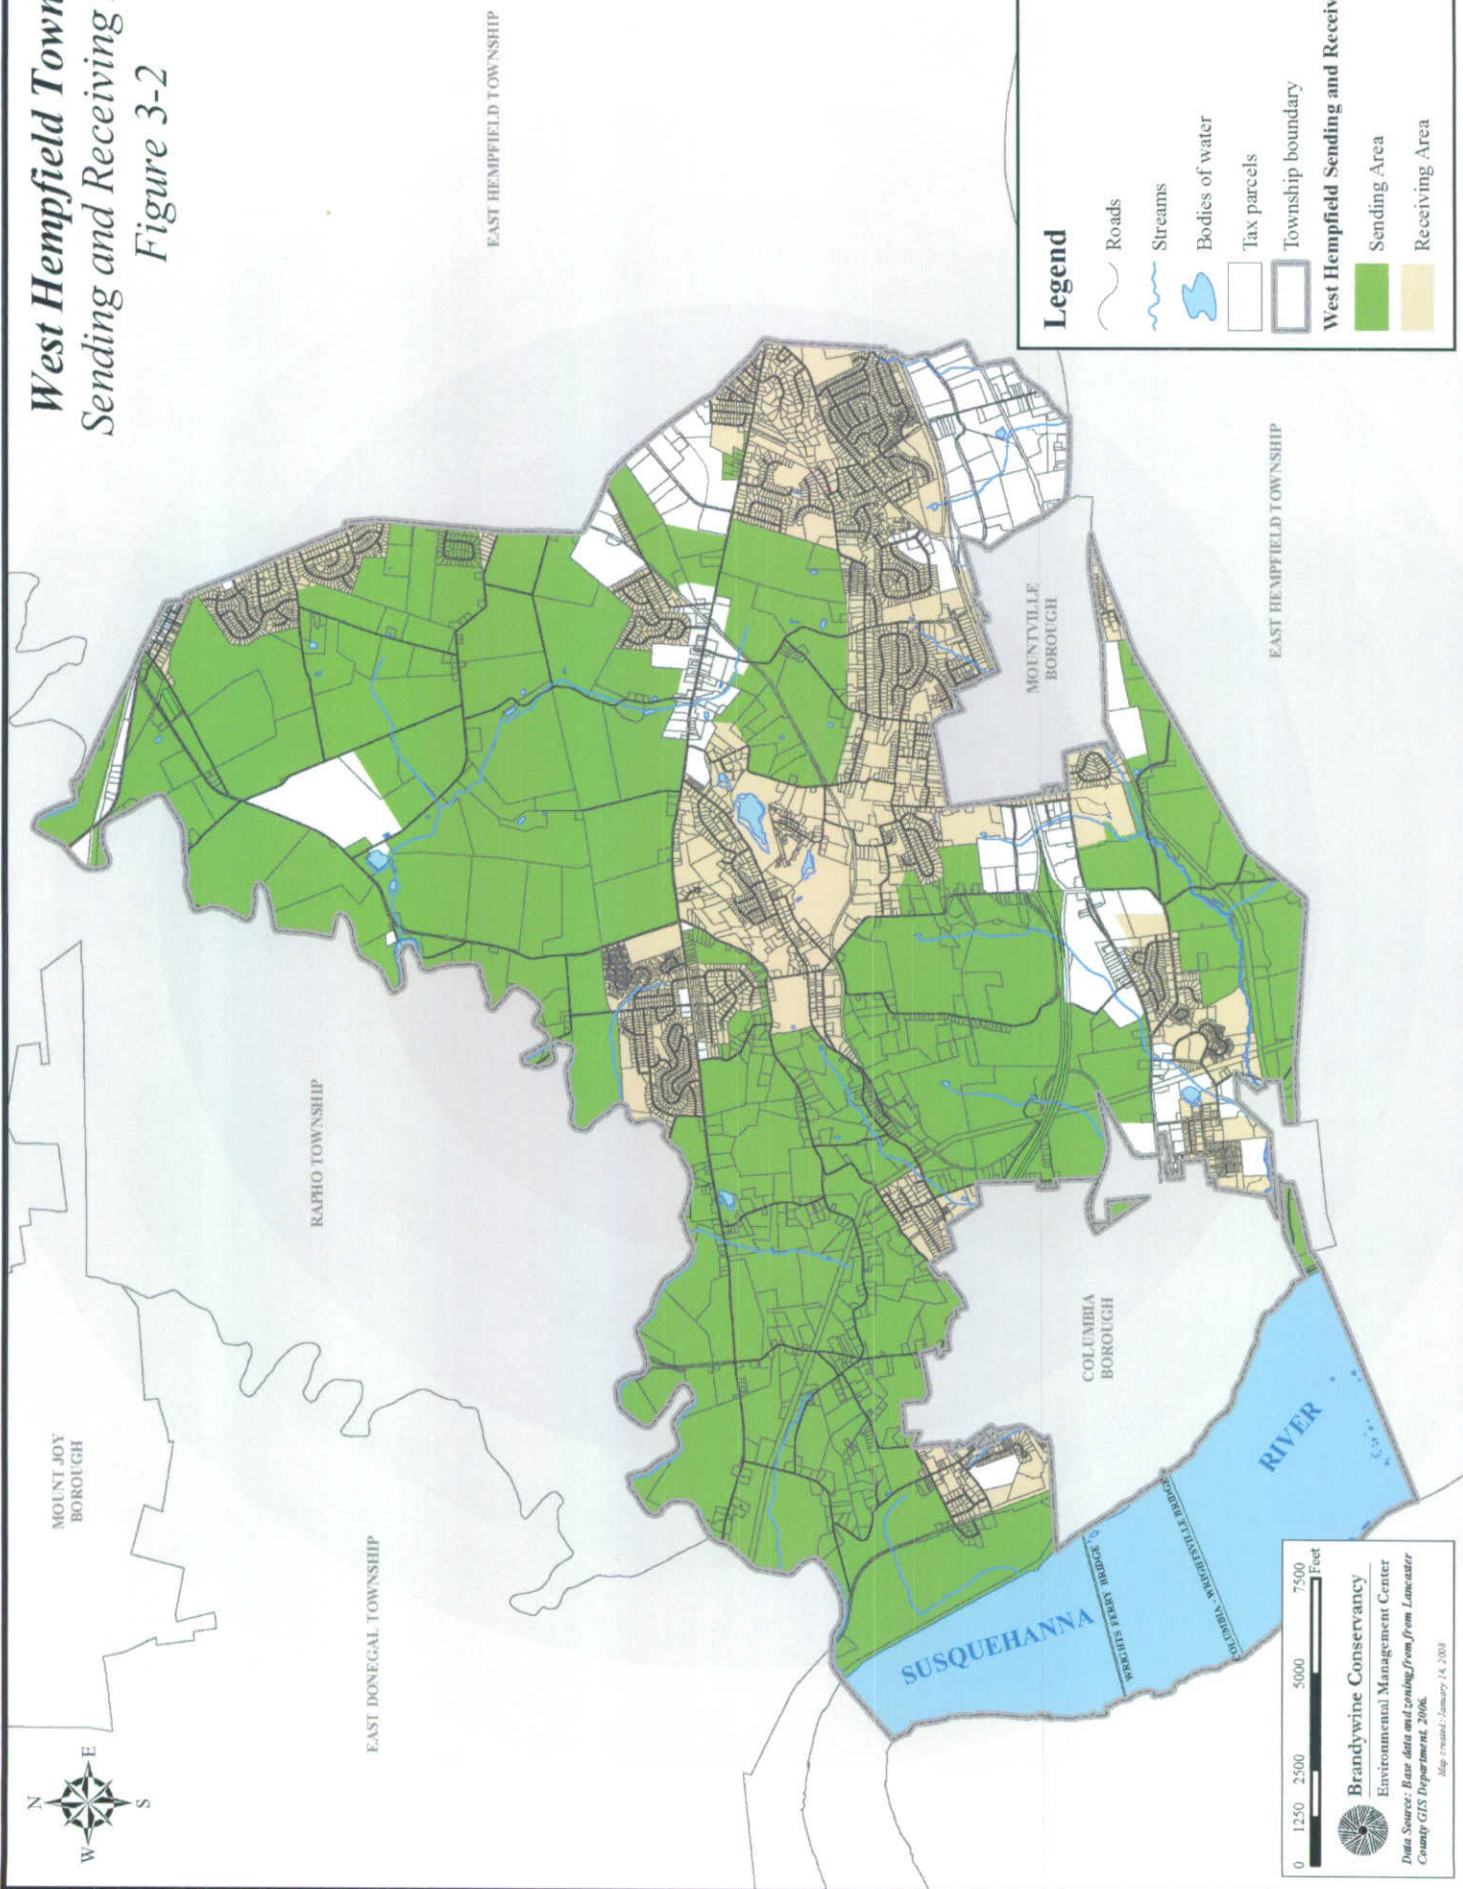 West Hempfield Town
Sending and Receiving
Figure 3-2
N
W
E
S
MOUNT JOY
BOROUGH
RAPHO TOWNSHIP
EAST HEMPFIELD TOWNSHIP
EAST DONEGAL TOWNSHIP
MOUNTVILLE
BOROUGH
COLUMBIA
BOROUGH
EAST HEMPFIELD TOWNSHIP
SUSQUEHANNA
RIVER
WRIGHTS FERRY BRIDGE
COLUMBIA - WRIGHTSVILLE BRIDGE
Legend
Roads
Streams
Bodies of water
Tax parcels
Township boundary
West Hempfield Sending and Receiv
Sending Area
Receiving Area
0 1250 2500 5000 7500
Feet
Brandywine Conservancy
Environmental Management Center
Data Source: Base data and zoning from from Lancaster
County GIS Department, 2006.
Map created: January 14, 2008